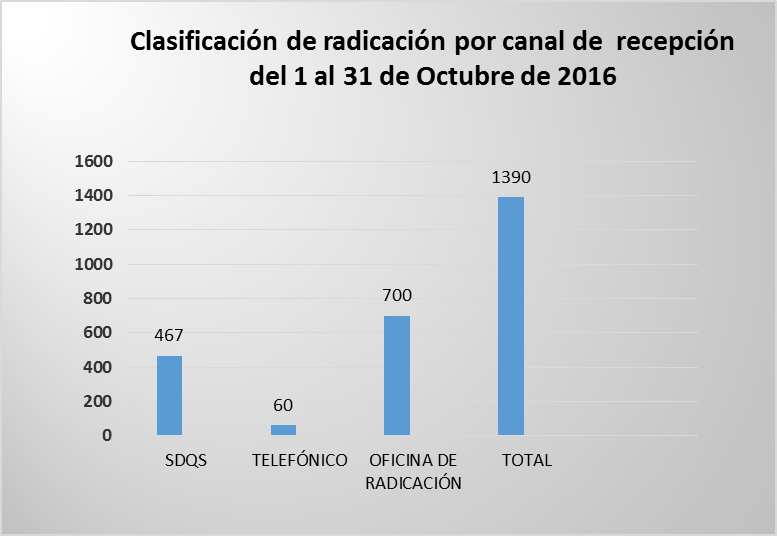 Clasificación de radicación por canal de recepción
del 1 al 31 de Octubre de 2016
1600
1400
1200
1000
800
600
400
200
0
467
60
700
1390
SDQS
TELEFÓNICO
OFICINA DE
RADICACIÓN
TOTAL